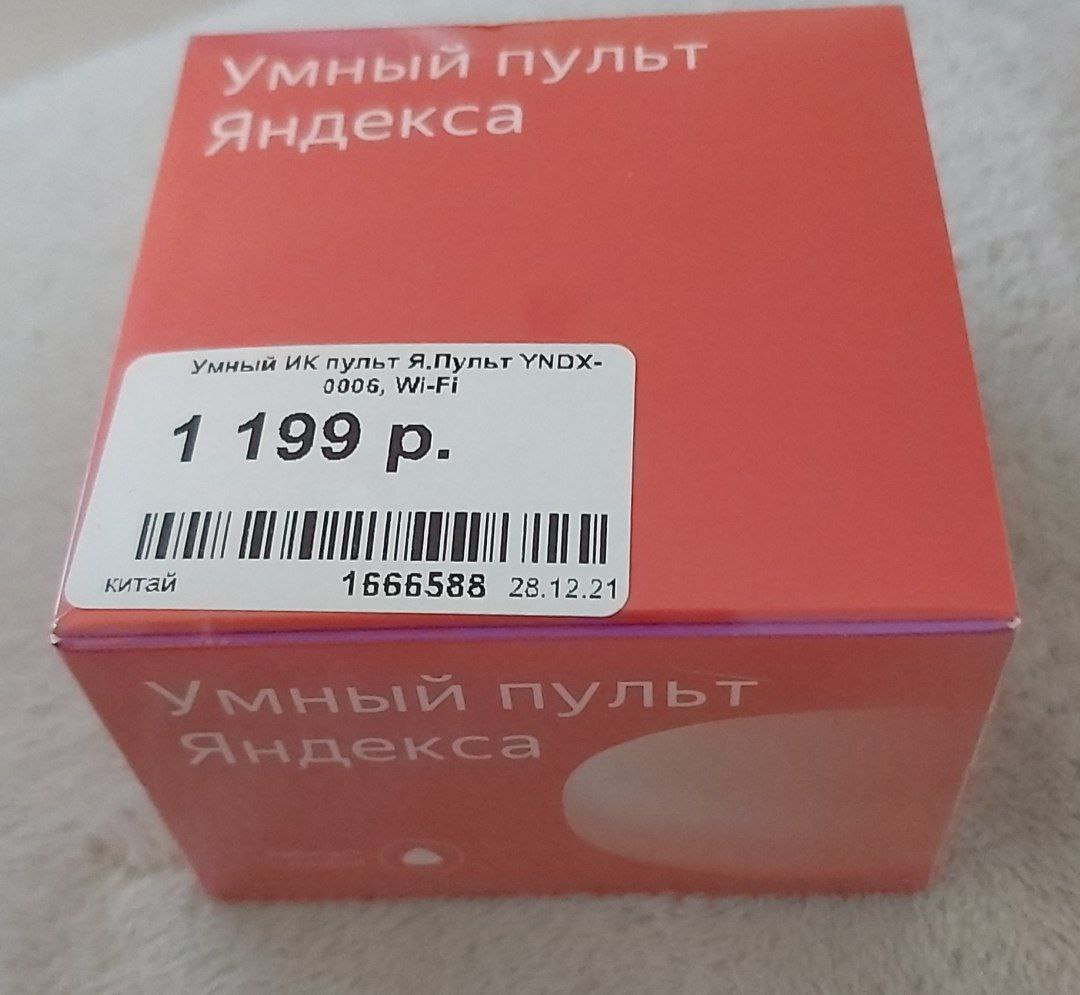 Умный пульт
Яндекса
Умный ИК пульт Я.Пульт YNDX-
0006, Wi-Fi
1 199 р.
китай 1666588 28.12.21
Умный пульт
Яндекса